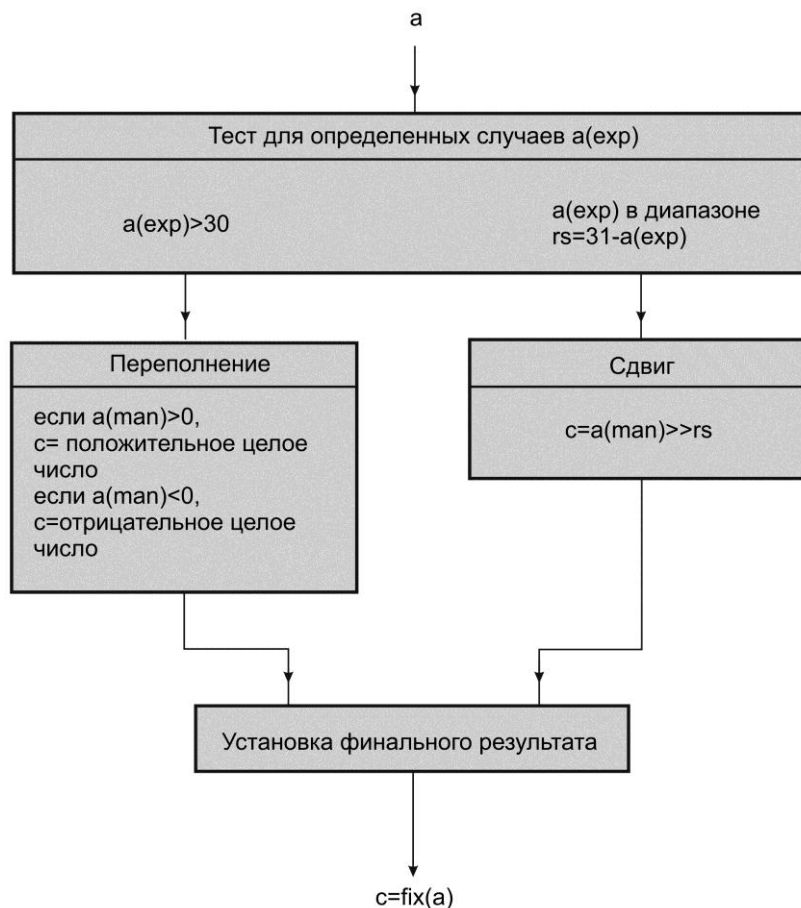 a
Тест для определенных случаев a(exp)
a(exp)>30
a(exp) в диапазоне
rs=31-a(exp)
Переполнение
если a(man)>0,
c= положительное целое
число
если a(man)<0,
c=отрицательное целое
число
Сдвиг
c=a(man)>>rs
Установка финального результата
c=fix(a)